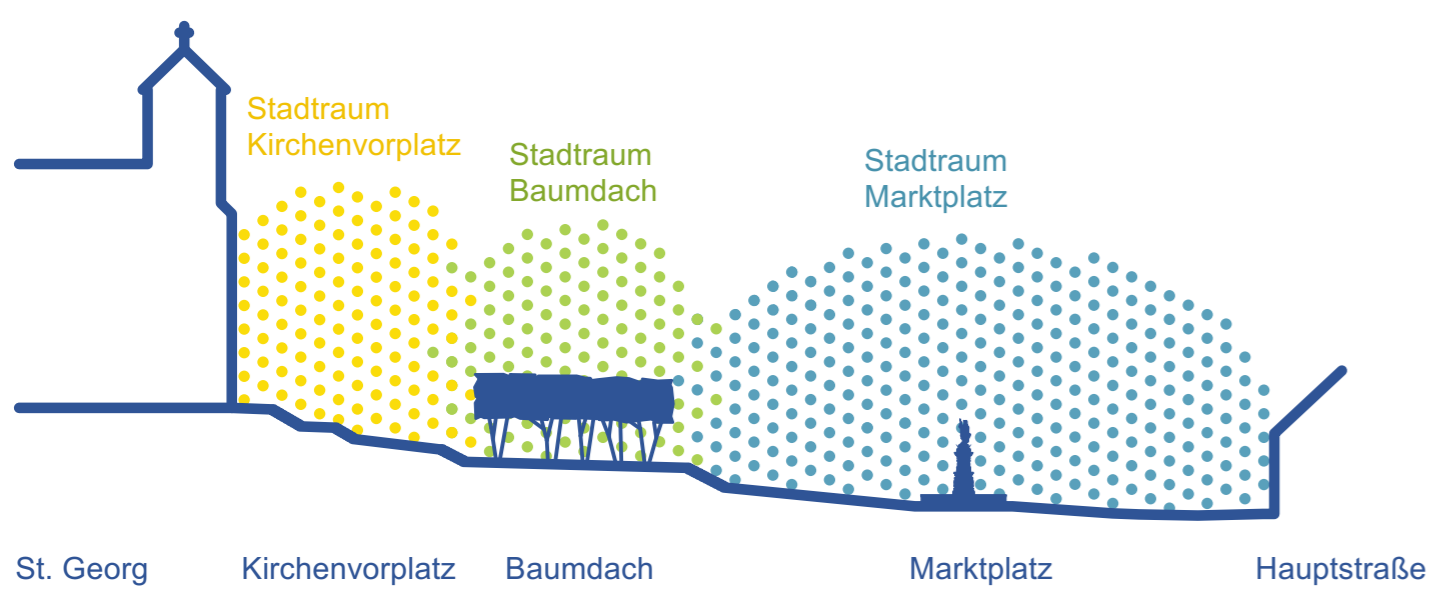 Stadtraum
Kirchenvorplatz
Stadtraum
Baumdach
Stadtraum
Marktplatz
St. Georg
Kirchenvorplatz
Baumdach
Marktplatz
Hauptstraße